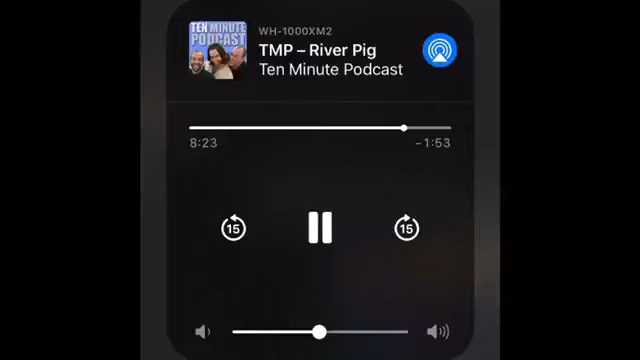 TEN MINUTE
PODCAST
WH-1000XM2
TMP – River Pig
Ten Minute Podcast
8:23
–1:53
15
15